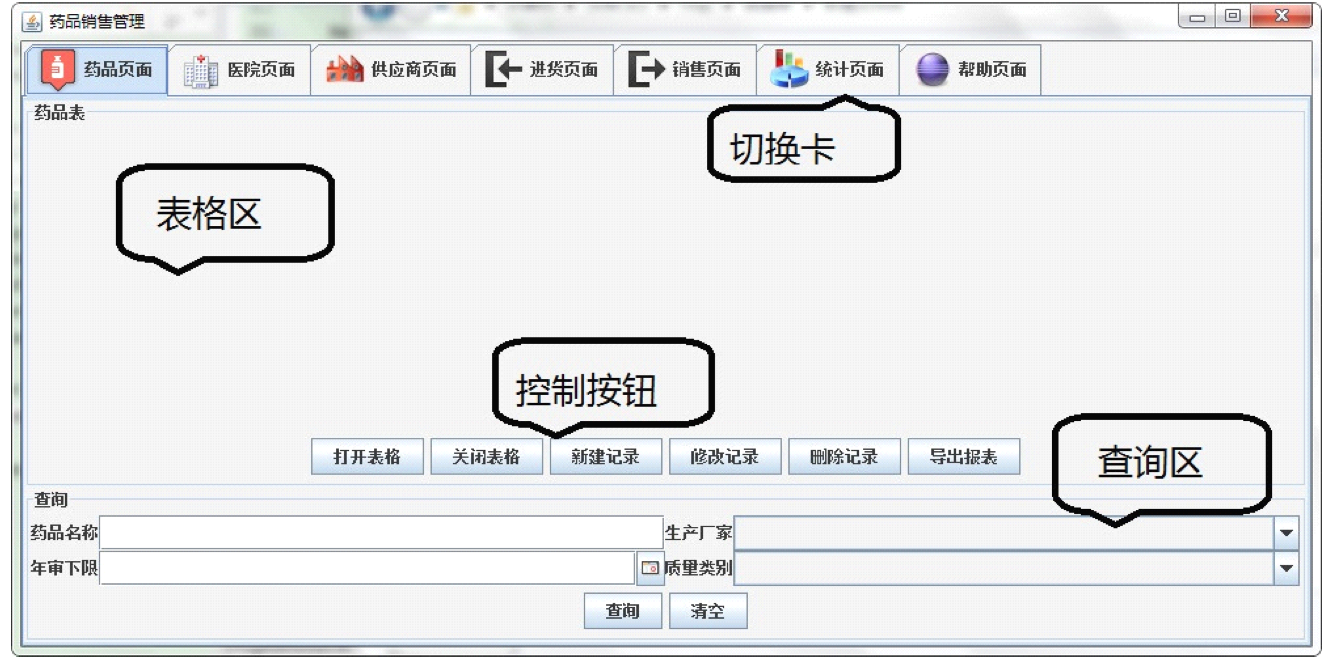 药品销售管理
药品页面 医院页面 供应商页面 进货页面 销售页面 统计页面 帮助页面
药品表
切换卡
表格区
控制按钮
打开表格 关闭表格 新建记录 修改记录 删除记录 导出报表
查询区
查询
药品名称 生产厂家
年审下限 质量类别
查询 清空